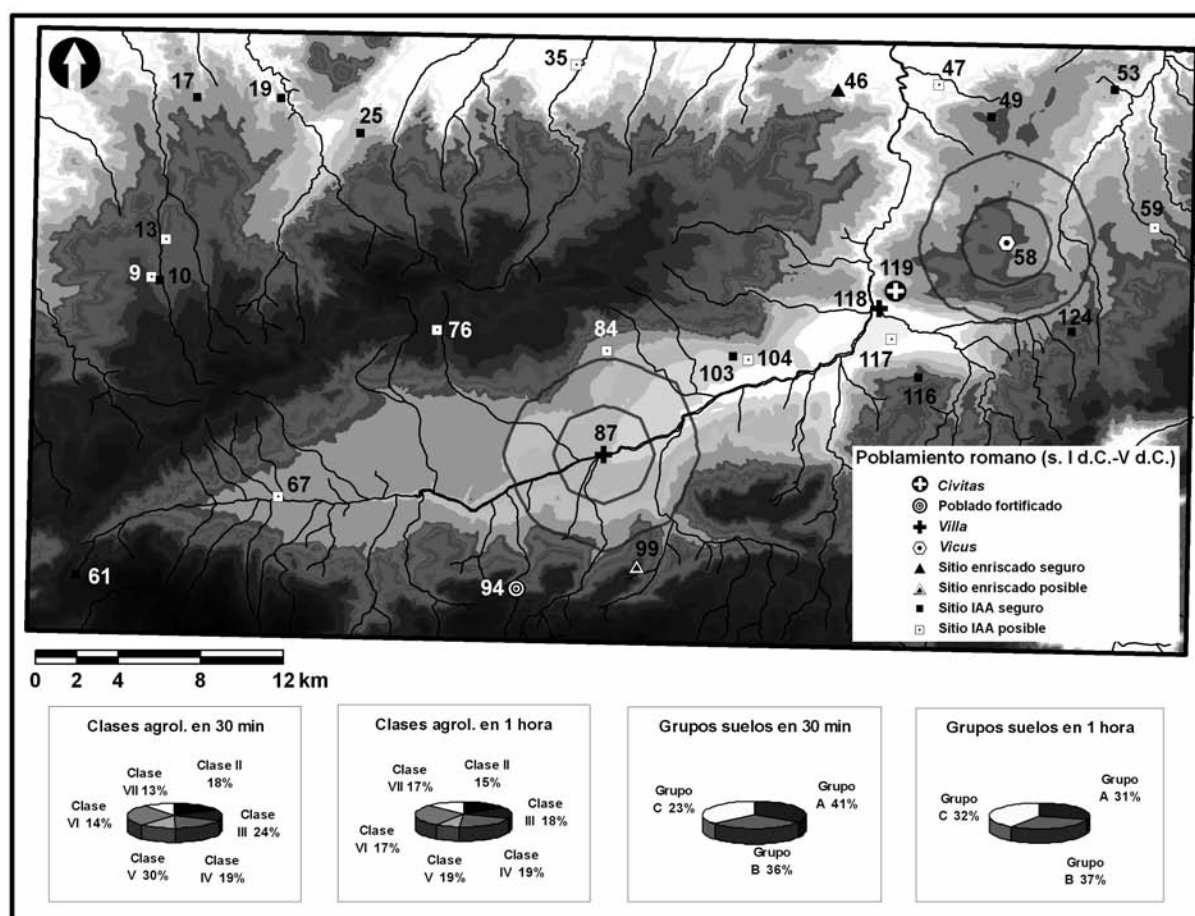 35
17
19
46
47
53
25
49
13
59
9
10
58
119
118
76
84
124
103
104
117
116
87
67
99
61
94
Poblamiento romano (s. I d.C.-V d.C.)
Civitas
Poblado fortificado
Villa
Vicus
Sitio enriscado seguro
Sitio enriscado posible
Sitio IAA seguro
Sitio IAA posible
0 2 4 8 12 km
Clases agrol. en 30 min
Clase
VII 13%
Clase II
18%
Clase
VI 14%
Clase
III 24%
Clase
V 30%
Clase
IV 19%
Clases agrol. en 1 hora
Clase
VII 17%
Clase II
15%
Clase
VI 17%
Clase
III 18%
Clase
V 19%
Clase
IV 19%
Grupos suelos en 30 min
Grupo
C 23%
Grupo
A 41%
Grupo
B 36%
Grupos suelos en 1 hora
Grupo
C 32%
Grupo
A 31%
Grupo
B 37%